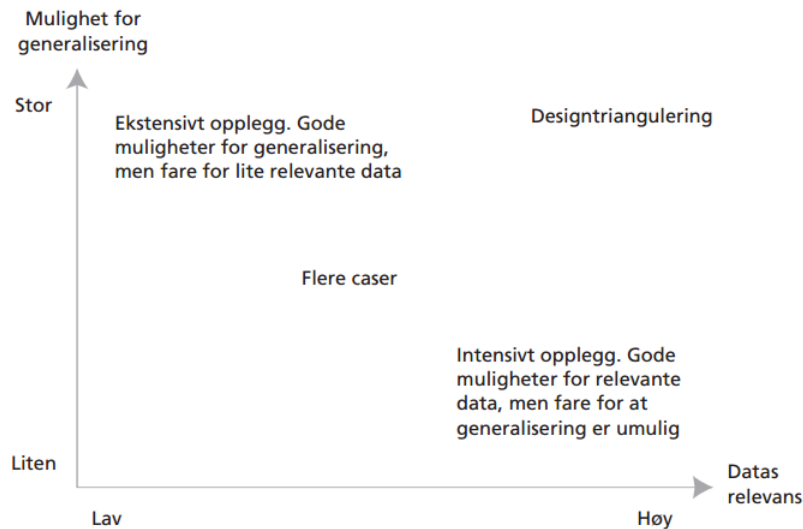 Mulighet for
generalisering
Stor
Ekstensivt opplegg. Gode
muligheter for generalisering,
men fare for lite relevante data
Designtriangulering
Flere caser
Intensivt opplegg. Gode
muligheter for relevante
data, men fare for at
generalisering er umulig
Liten
Datas
relevans
Lav
Høy